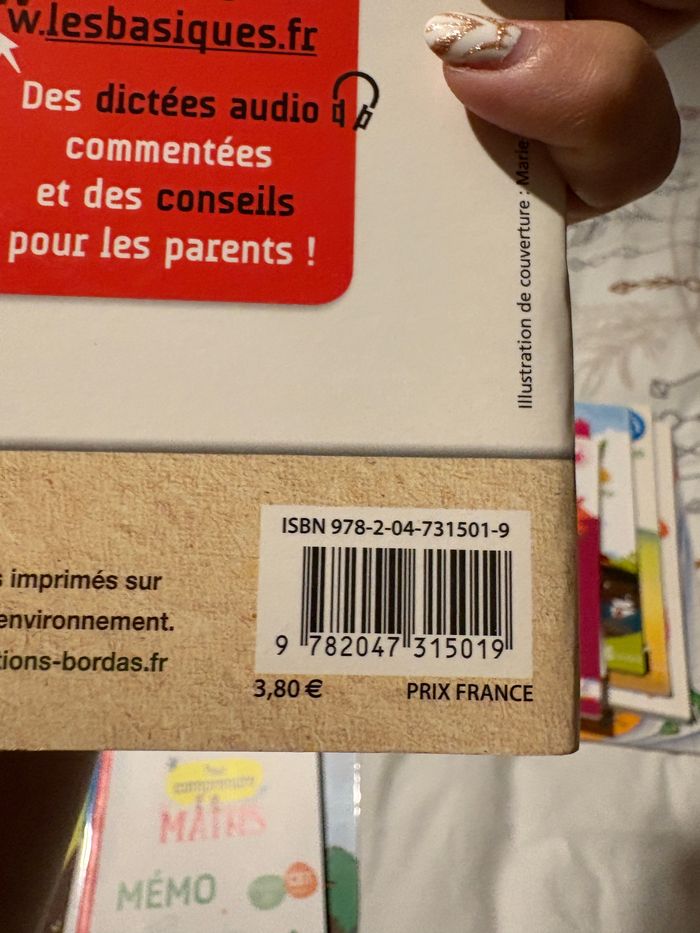 w.lesbasiques.fr
Des dictées audio
commentées
et des conseils
pour les parents !
Illustration de couverture : Marie
ISBN 978-2-04-731501-9
9 782047 315019
3,80 € PRIX FRANCE
s imprimés sur
environnement.
tions-bordas.fr
comprendre
MATHS
MÉMO